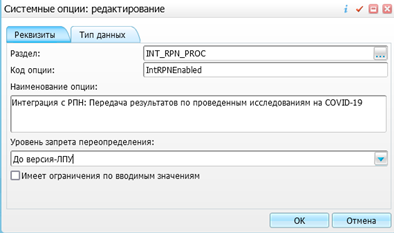 Системные опции: редактирование
Реквизиты Тип данных
Раздел: INT_RPN_PROC ...
Код опции: IntRPNEnabled
Наименование опции:
Интеграция с РПН: Передача результатов по проведенным исследованиям на COVID-19
Уровень запрета переопределения:
До версия-ЛПУ
Имеет ограничения по вводимым значениям
OK Отмена